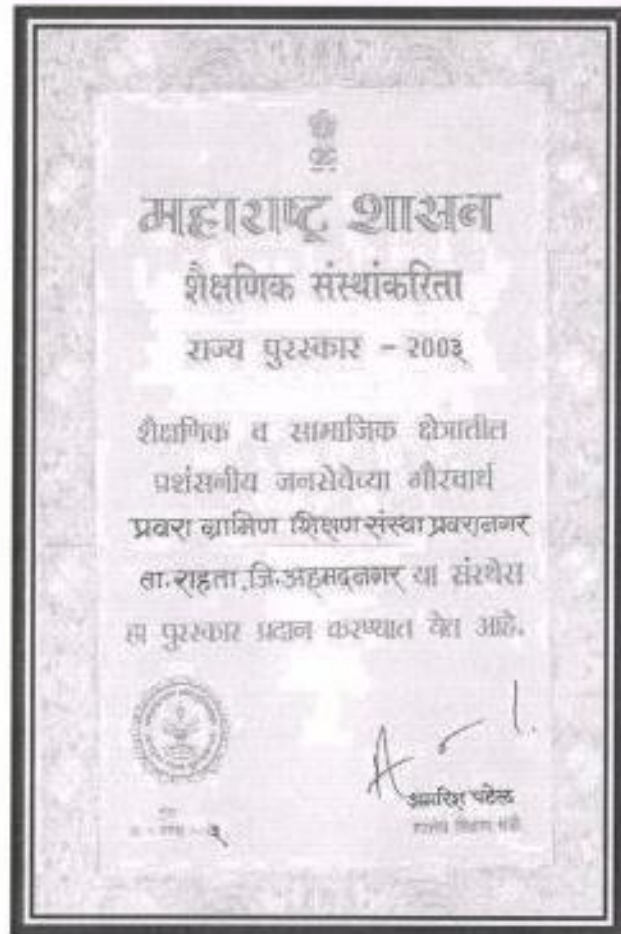 महाराष्ट्र शासन
शैक्षणिक संस्थांकरिता
राज्य पुरस्कार - २००३
शैक्षणिक व सामाजिक क्षेत्रातील
प्रशंसनीय जनसेवेच्या गौरवार्थ
प्रवरा ग्रामिण शिक्षण संस्था प्रवरानगर
ता.राहता,जि.अहमदनगर या संस्थेस
हा पुरस्कार प्रदान करण्यात येत आहे.
अमरिश पटेल
शालेय शिक्षण मंत्री